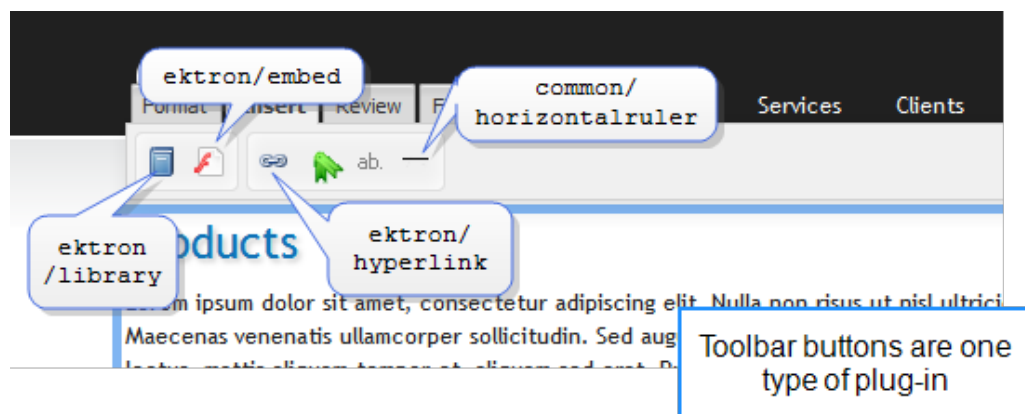 ektron/embed
common/
horizontalruler
Format Insert Review
Services Clients
ab.
ektron
/library
ektron/
hyperlink
oducts
ipsum dolor sit amet, consectetur adipiscing elit. Nulla non risus ut nisl ultrici
Maecenas venenatis ullamcorper sollicitudin. Sed aug
Toolbar buttons are one
type of plug-in